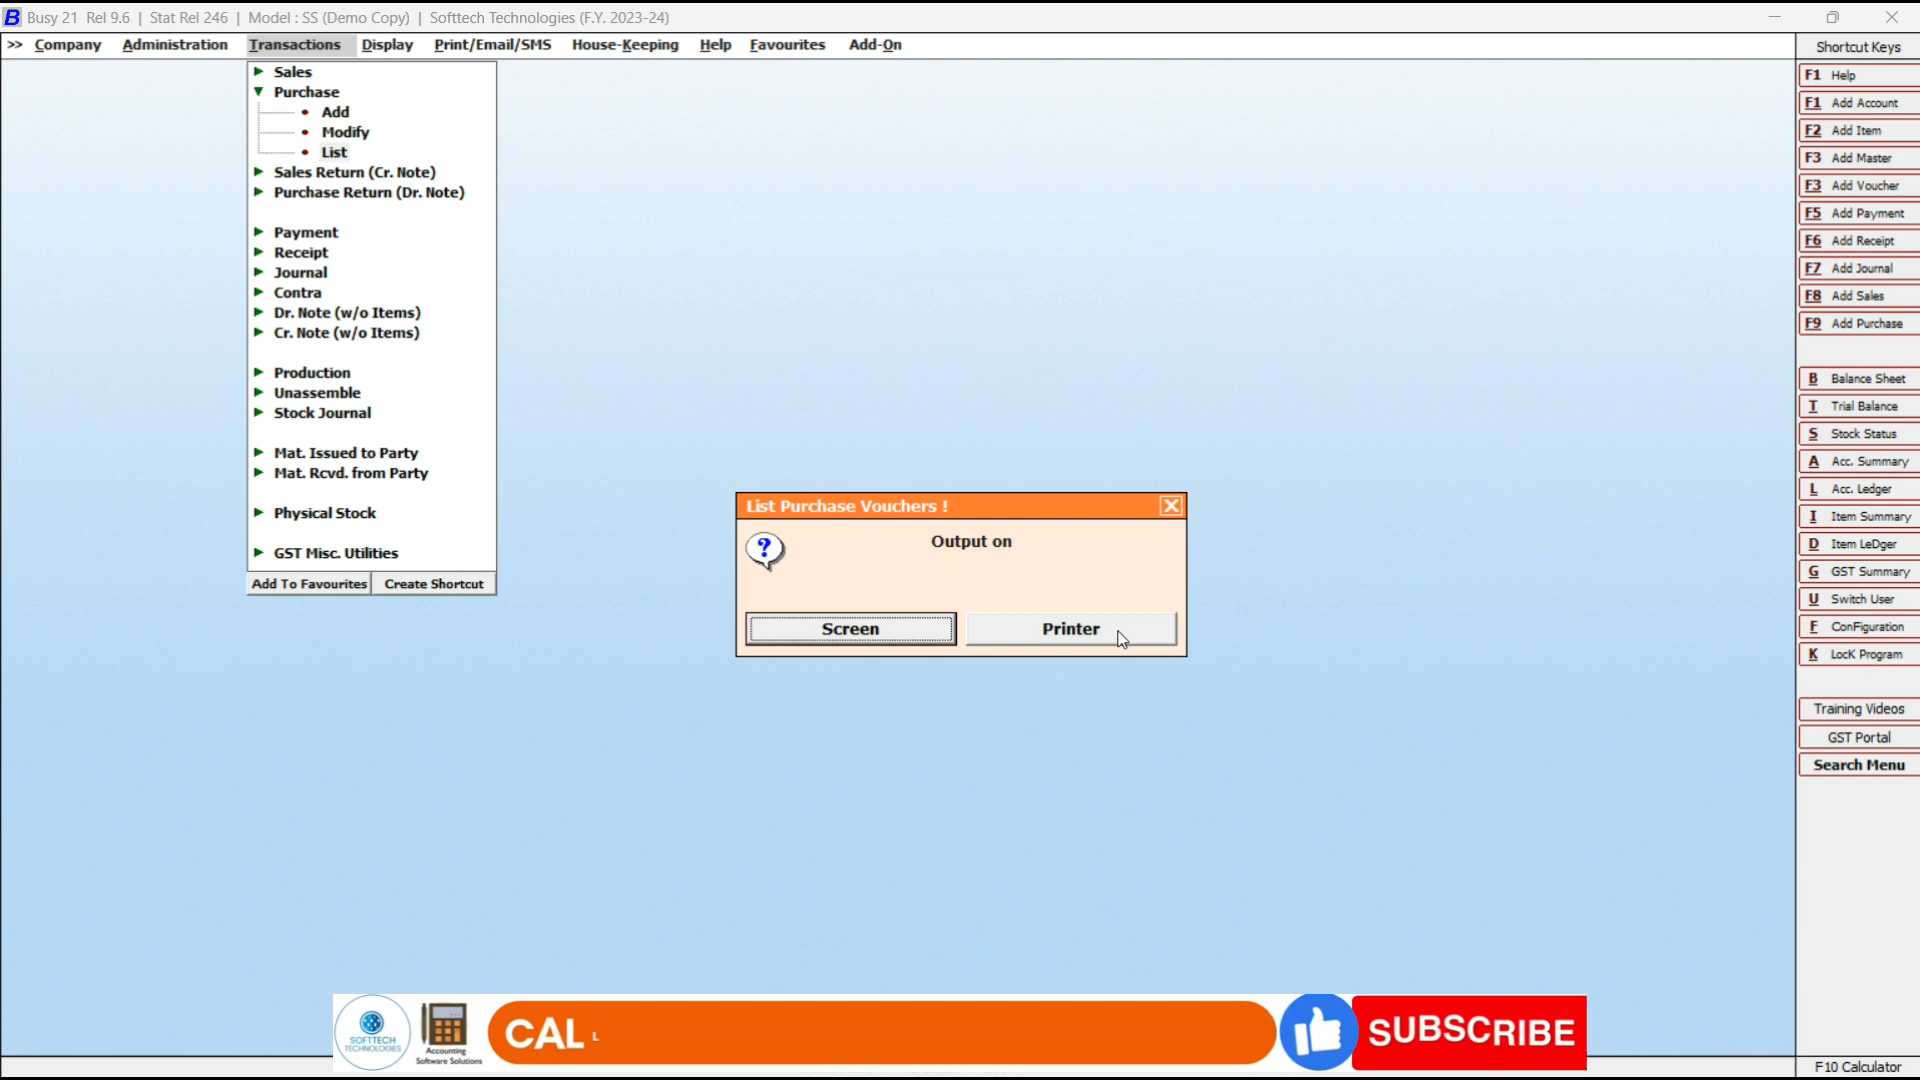 Busy 21 Rel 9.6 | Stat Rel 246 | Model : SS (Demo Copy) | Softtech Technologies (F.Y. 2023-24)
>> Company Administration Transactions Display Print/Email/SMS House-Keeping Help Favourites Add-On
Sales
Purchase
Add
Modify
List
Sales Return (Cr. Note)
Purchase Return (Dr. Note)
Payment
Receipt
Journal
Contra
Dr. Note (w/o Items)
Cr. Note (w/o Items)
Production
Unassemble
Stock Journal
Mat. Issued to Party
Mat. Rcvd. from Party
Physical Stock
GST Misc. Utilities
Add To Favourites Create Shortcut
List Purchase Vouchers !
? Output on
Screen Printer
Shortcut Keys
F1 Help
F1 Add Account
F2 Add Item
F3 Add Master
F3 Add Voucher
F5 Add Payment
F6 Add Receipt
F7 Add Journal
F8 Add Sales
F9 Add Purchase
B Balance Sheet
T Trial Balance
S Stock Status
A Acc. Summary
L Acc. Ledger
I Item Summary
D Item LeDger
G GST Summary
U Switch User
F ConFiguration
K LocK Program
Training Videos
GST Portal
Search Menu
SOFTTECH
TECHNOLOGIES
Accounting
Software Solutions
CAL L
SUBSCRIBE
F10 Calculator